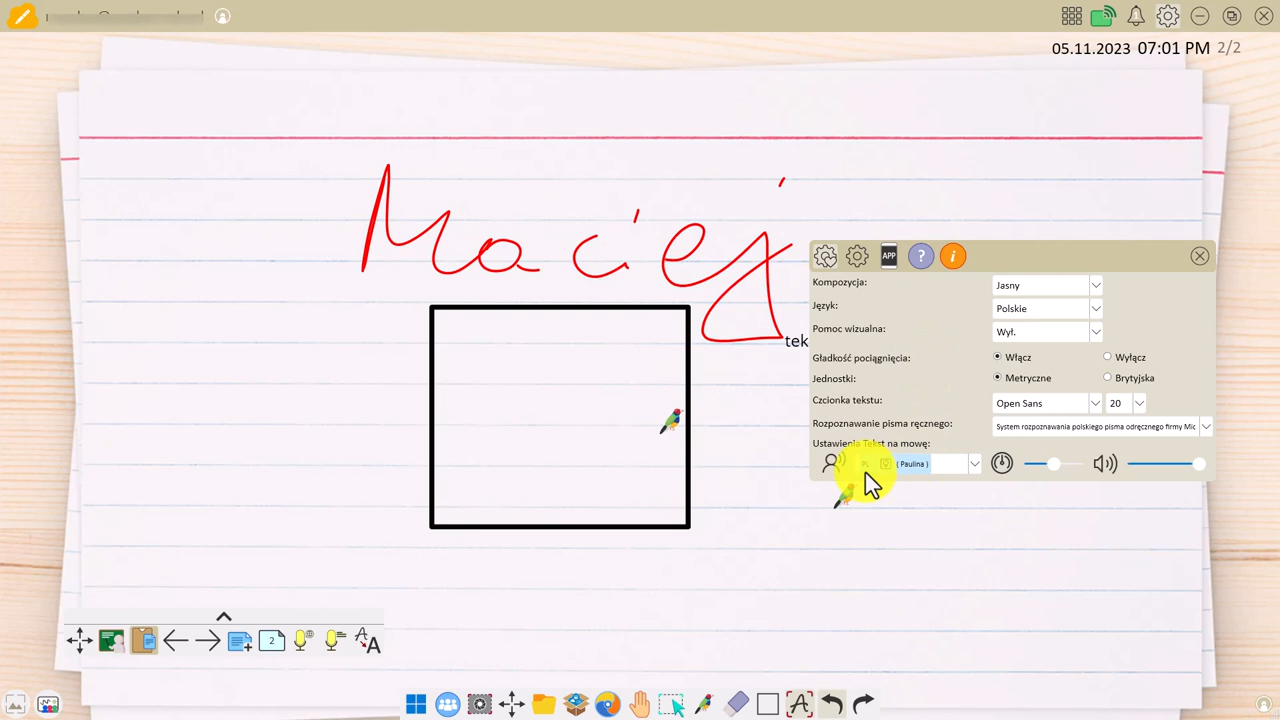 05.11.2023 07:01 PM 2/2
Maciej
tek
APP ? i
Kompozycja: Jasny
Język: Polskie
Pomoc wizualna: Wył.
Gładkość pociągnięcia: Włącz Wyłącz
Jednostki: Metryczne Brytyjska
Czcionka tekstu: Open Sans 20
Rozpoznawanie pisma ręcznego: System rozpoznawania polskiego pisma odręcznego firmy Mic
Ustawienia Tekst na mowę:
PL ( Paulina )
2